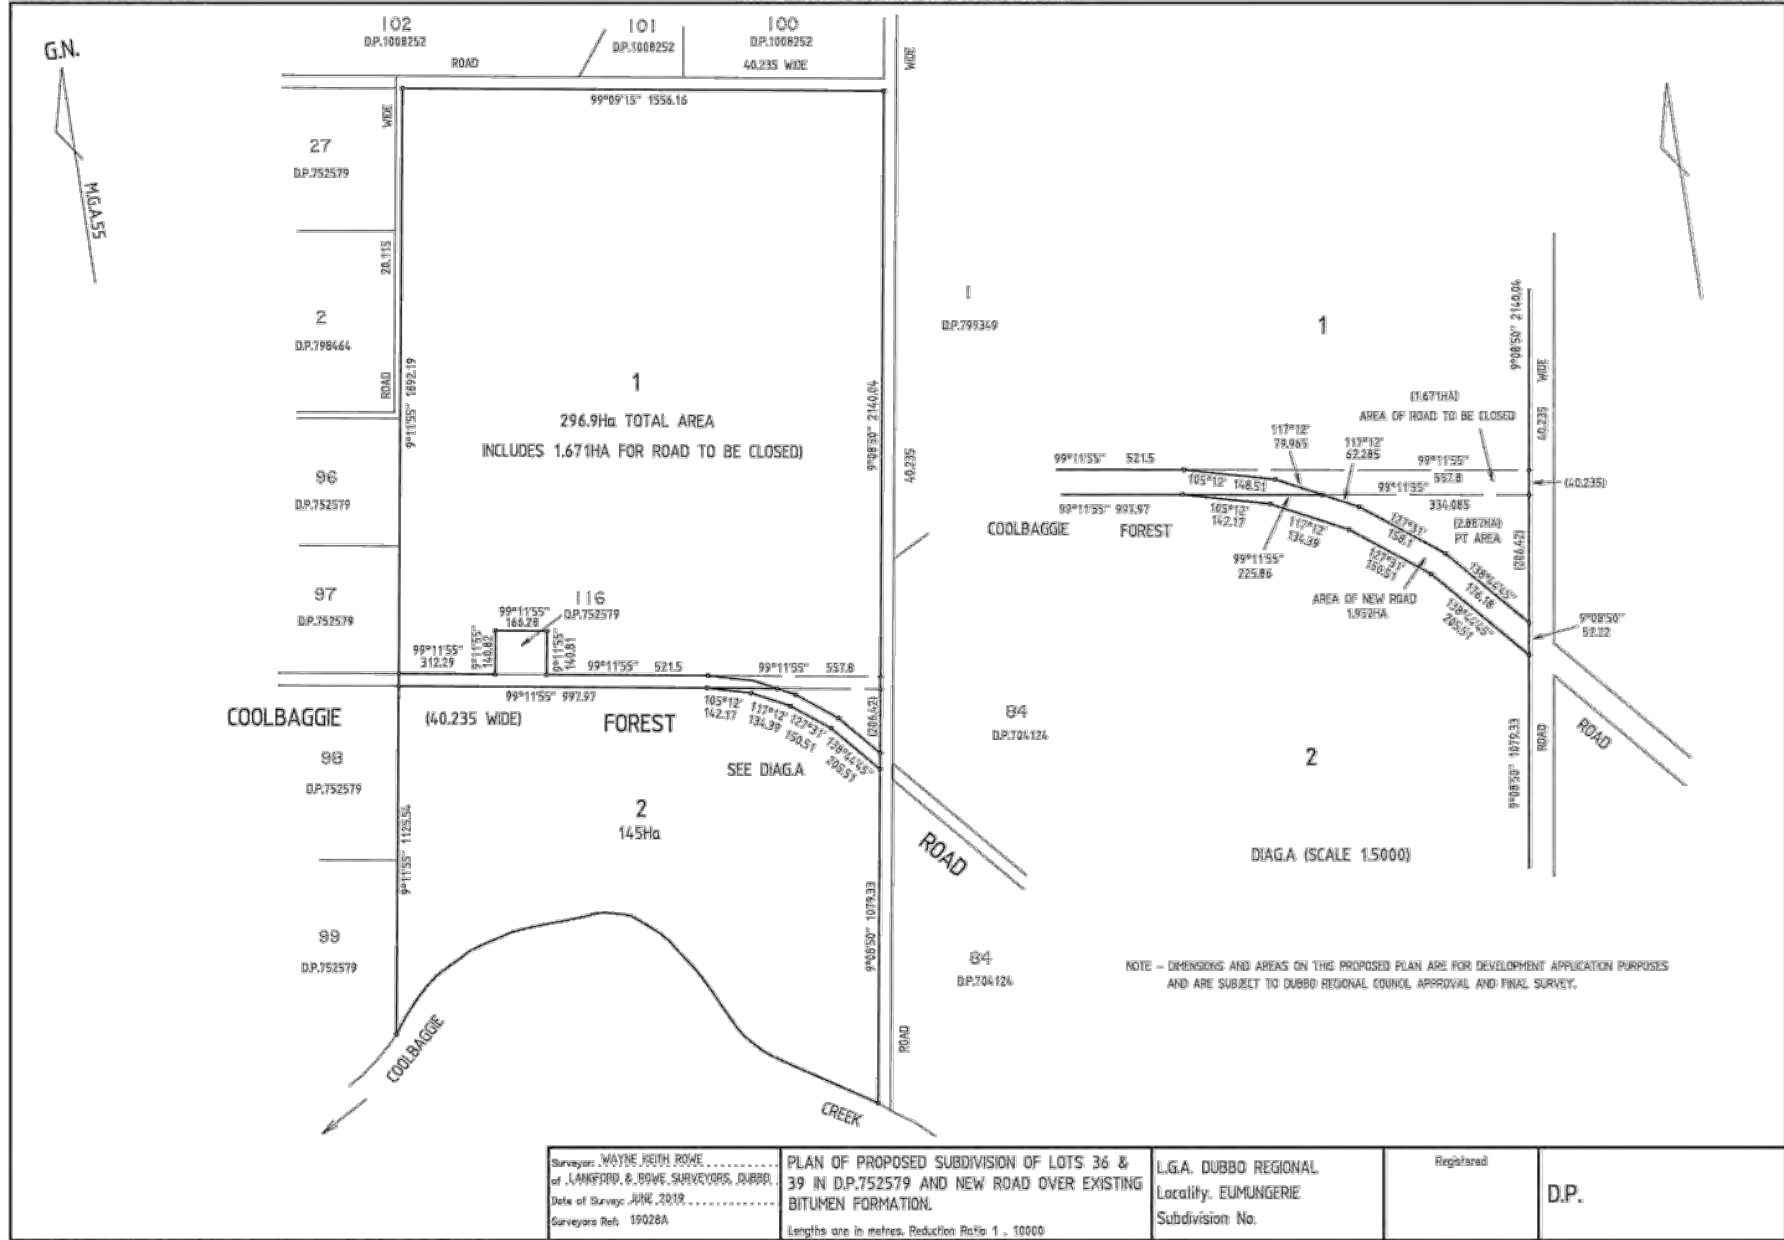 102
D.P.1008252
ROAD
101
D.P.1008252
100
D.P.1008252
40.235 WIDE
WIDE
G.N.
M.G.A.55
99°09'15" 1556.16
WIDE
27
D.P.752579
20.115
2
D.P.798464
ROAD
9°11'55" 1892.19
1
296.9Ha TOTAL AREA
INCLUDES 1.671HA FOR ROAD TO BE CLOSED)
9°08'50" 2140.04
40.235
1
D.P.799349
96
D.P.752579
97
D.P.752579
116
D.P.752579
99°11'55"
166.28
9°11'55"
140.82
9°11'55"
140.81
99°11'55"
312.29
99°11'55" 521.5
99°11'55" 557.8
99°11'55" 997.97
COOLBAGGIE
(40.235 WIDE)
FOREST
105°12'
142.17
117°12'
134.39
127°31'
150.51
138°44'45"
205.51
(206.42)
SEE DIAG.A
98
D.P.752579
9°11'55" 1125.54
2
145Ha
ROAD
84
D.P.704124
99
D.P.752579
9°08'50" 1079.33
84
D.P.704124
ROAD
COOLBAGGIE
CREEK
1
9°08'50" 2140.04
WIDE
40.235
(1.671HA)
AREA OF ROAD TO BE CLOSED
117°12'
79.965
117°12'
62.285
99°11'55" 521.5
99°11'55"
557.8
(40.235)
105°12' 148.51
99°11'55"
334.085
99°11'55" 997.97
COOLBAGGIE
FOREST
105°12'
142.17
117°12'
134.39
127°31'
158.1
(2.887HA)
PT AREA
(206.42)
99°11'55"
225.86
127°31'
150.51
138°44'45"
176.18
AREA OF NEW ROAD
1.952HA
138°44'45"
205.51
9°08'50"
52.22
2
9°08'50" 1079.33
ROAD
ROAD
DIAG.A (SCALE 1:5000)
NOTE - DIMENSIONS AND AREAS ON THIS PROPOSED PLAN ARE FOR DEVELOPMENT APPLICATION PURPOSES
AND ARE SUBJECT TO DUBBO REGIONAL COUNCIL APPROVAL AND FINAL SURVEY.
Surveyor: WAYNE KEITH ROWE
of LANGFORD & ROWE SURVEYORS, DUBBO
Date of Survey: JUNE 2019
Surveyors Ref: 19028A
PLAN OF PROPOSED SUBDIVISION OF LOTS 36 &
39 IN D.P.752579 AND NEW ROAD OVER EXISTING
BITUMEN FORMATION.
Lengths are in metres. Reduction Ratio 1 : 10000
L.G.A. DUBBO REGIONAL
Locality. EUMUNGERIE
Subdivision No.
Registered
D.P.